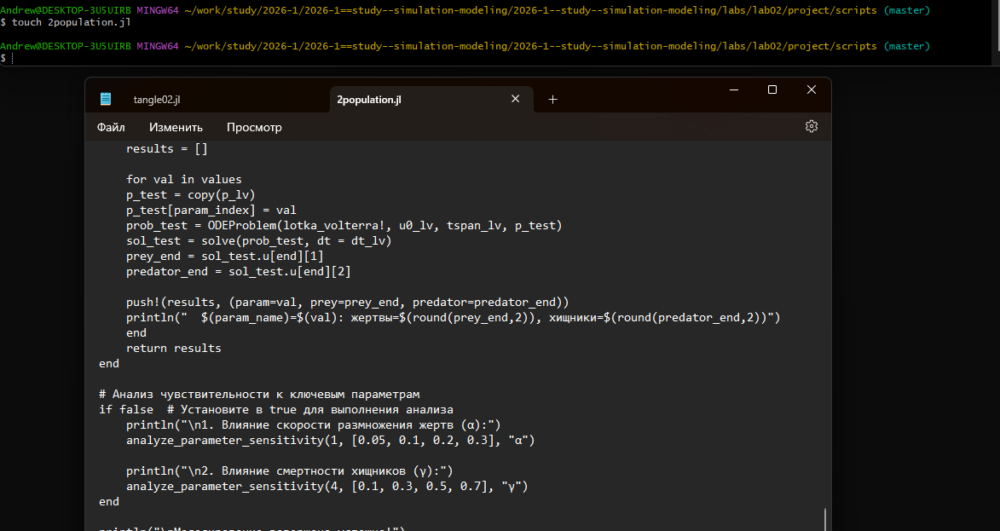 Andrew@DESKTOP-3U5UIRB MINGW64 ~/work/study/2026-1/2026-1==study--simulation-modeling/2026-1--study--simulation-modeling/labs/lab02/project/scripts (master)
$ touch 2population.jl
Andrew@DESKTOP-3U5UIRB MINGW64 ~/work/study/2026-1/2026-1==study--simulation-modeling/2026-1--study--simulation-modeling/labs/lab02/project/scripts (master)
$
tangle02.jl 2population.jl
Файл Изменить Просмотр
results = []
for val in values
p_test = copy(p_lv)
p_test[param_index] = val
prob_test = ODEProblem(lotka_volterra!, u0_lv, tspan_lv, p_test)
sol_test = solve(prob_test, dt = dt_lv)
prey_end = sol_test.u[end][1]
predator_end = sol_test.u[end][2]
push!(results, (param=val, prey=prey_end, predator=predator_end))
println("  $(param_name)=$(val): жертвы=$(round(prey_end,2)), хищники=$(round(predator_end,2))")
end
return results
end
# Анализ чувствительности к ключевым параметрам
if false  # Установите в true для выполнения анализа
println("\n1. Влияние скорости размножения жертв (α):")
analyze_parameter_sensitivity(1, [0.05, 0.1, 0.2, 0.3], "α")
println("\n2. Влияние смертности хищников (γ):")
analyze_parameter_sensitivity(4, [0.1, 0.3, 0.5, 0.7], "γ")
end